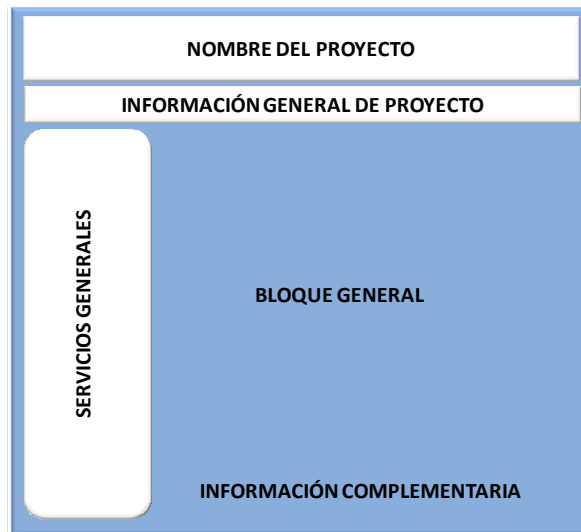 NOMBRE DEL PROYECTO
INFORMACIÓN GENERAL DE PROYECTO
SERVICIOS GENERALES
BLOQUE GENERAL
INFORMACIÓN COMPLEMENTARIA